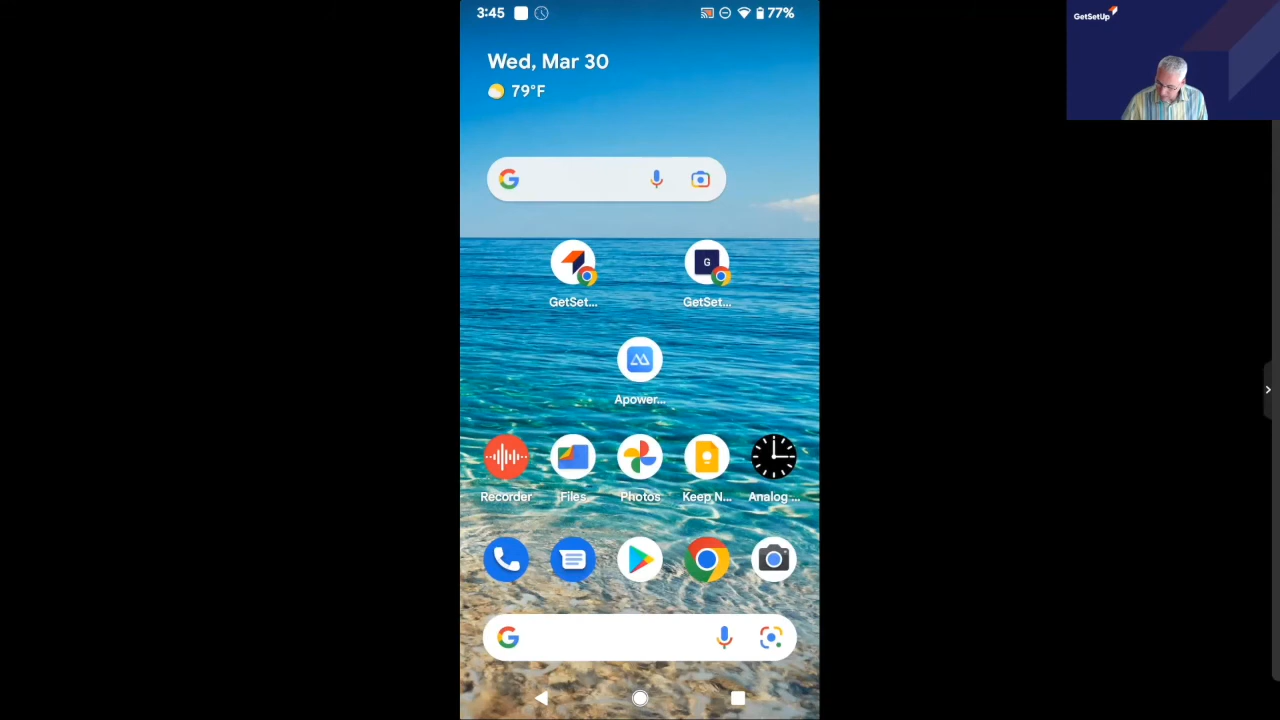 3:45
77%
GetSetUp
Wed, Mar 30
79°F
G
GetSet...
GetSet...
Apower...
Recorder
Files
Photos
Keep N...
Analog ...